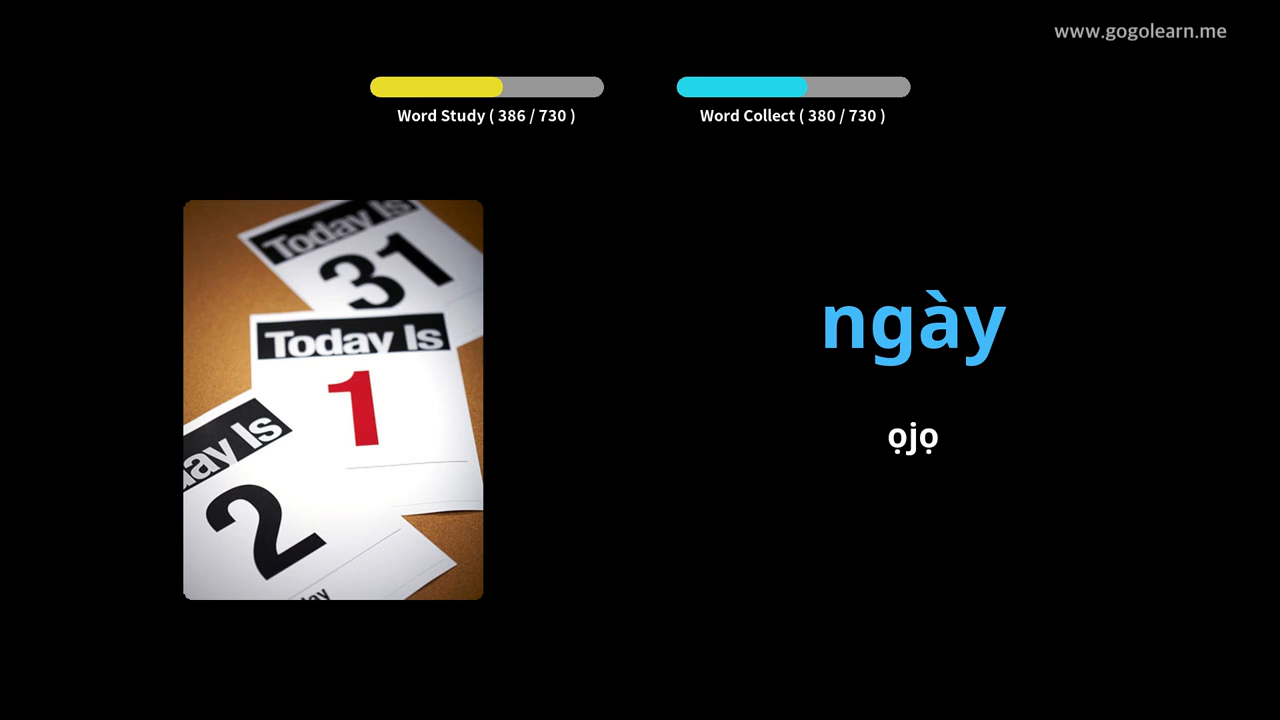 www.gogolearn.me
Word Study ( 386 / 730 )
Word Collect ( 380 / 730 )
Today Is
31
Today Is
1
ay Is
2
ngày
ọjọ